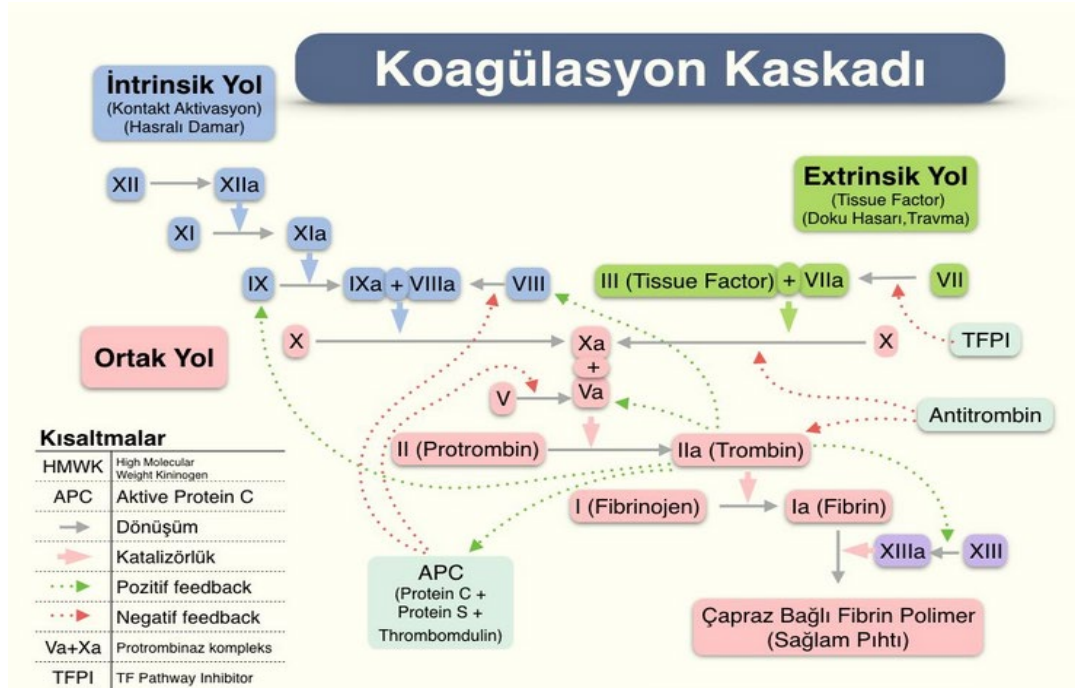 Koagülasyon Kaskadı
İntrinsik Yol
(Kontakt Aktivasyon)
(Hasralı Damar)
Extrinsik Yol
(Tissue Factor)
(Doku Hasarı,Travma)
XII
XIIa
XI
XIa
IX
IXa + VIIIa
VIII
III (Tissue Factor) + VIIa
VII
TFPI
Ortak Yol
X
Xa
X
+
V
Va
Antitrombin
II (Protrombin)
IIa (Trombin)
I (Fibrinojen)
Ia (Fibrin)
XIIIa
XIII
APC
(Protein C +
Protein S +
Thrombomdulin)
Çapraz Bağlı Fibrin Polimer
(Sağlam Pıhtı)
Kısaltmalar
HMWK High Molecular
Weight Kininogen
APC Aktive Protein C
Dönüşüm
Katalizörlük
Pozitif feedback
Negatif feedback
Va+Xa Protrombinaz kompleks
TFPI TF Pathway Inhibitor